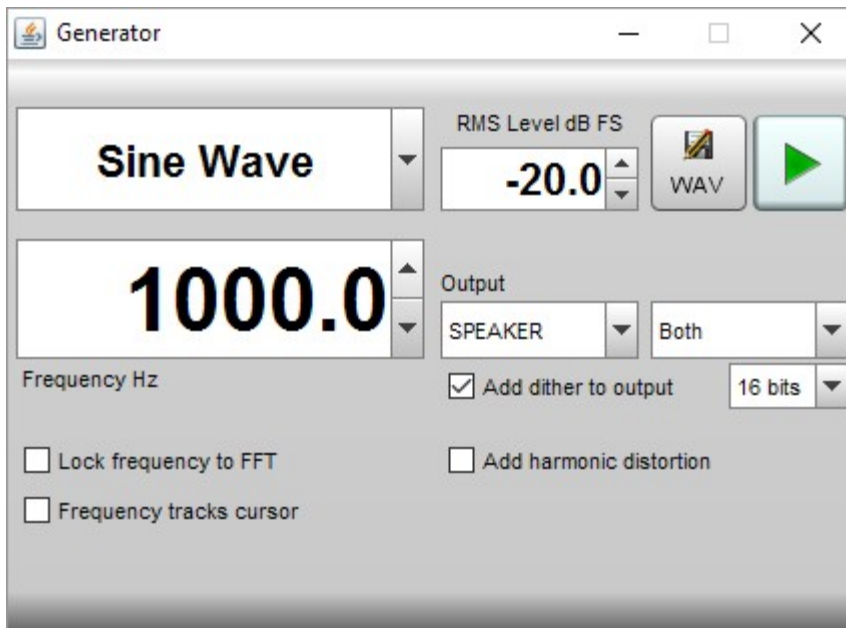 Generator
Sine Wave
RMS Level dB FS
-20.0
WAV
1000.0
Output
SPEAKER
Both
Frequency Hz
Add dither to output
16 bits
Lock frequency to FFT
Add harmonic distortion
Frequency tracks cursor